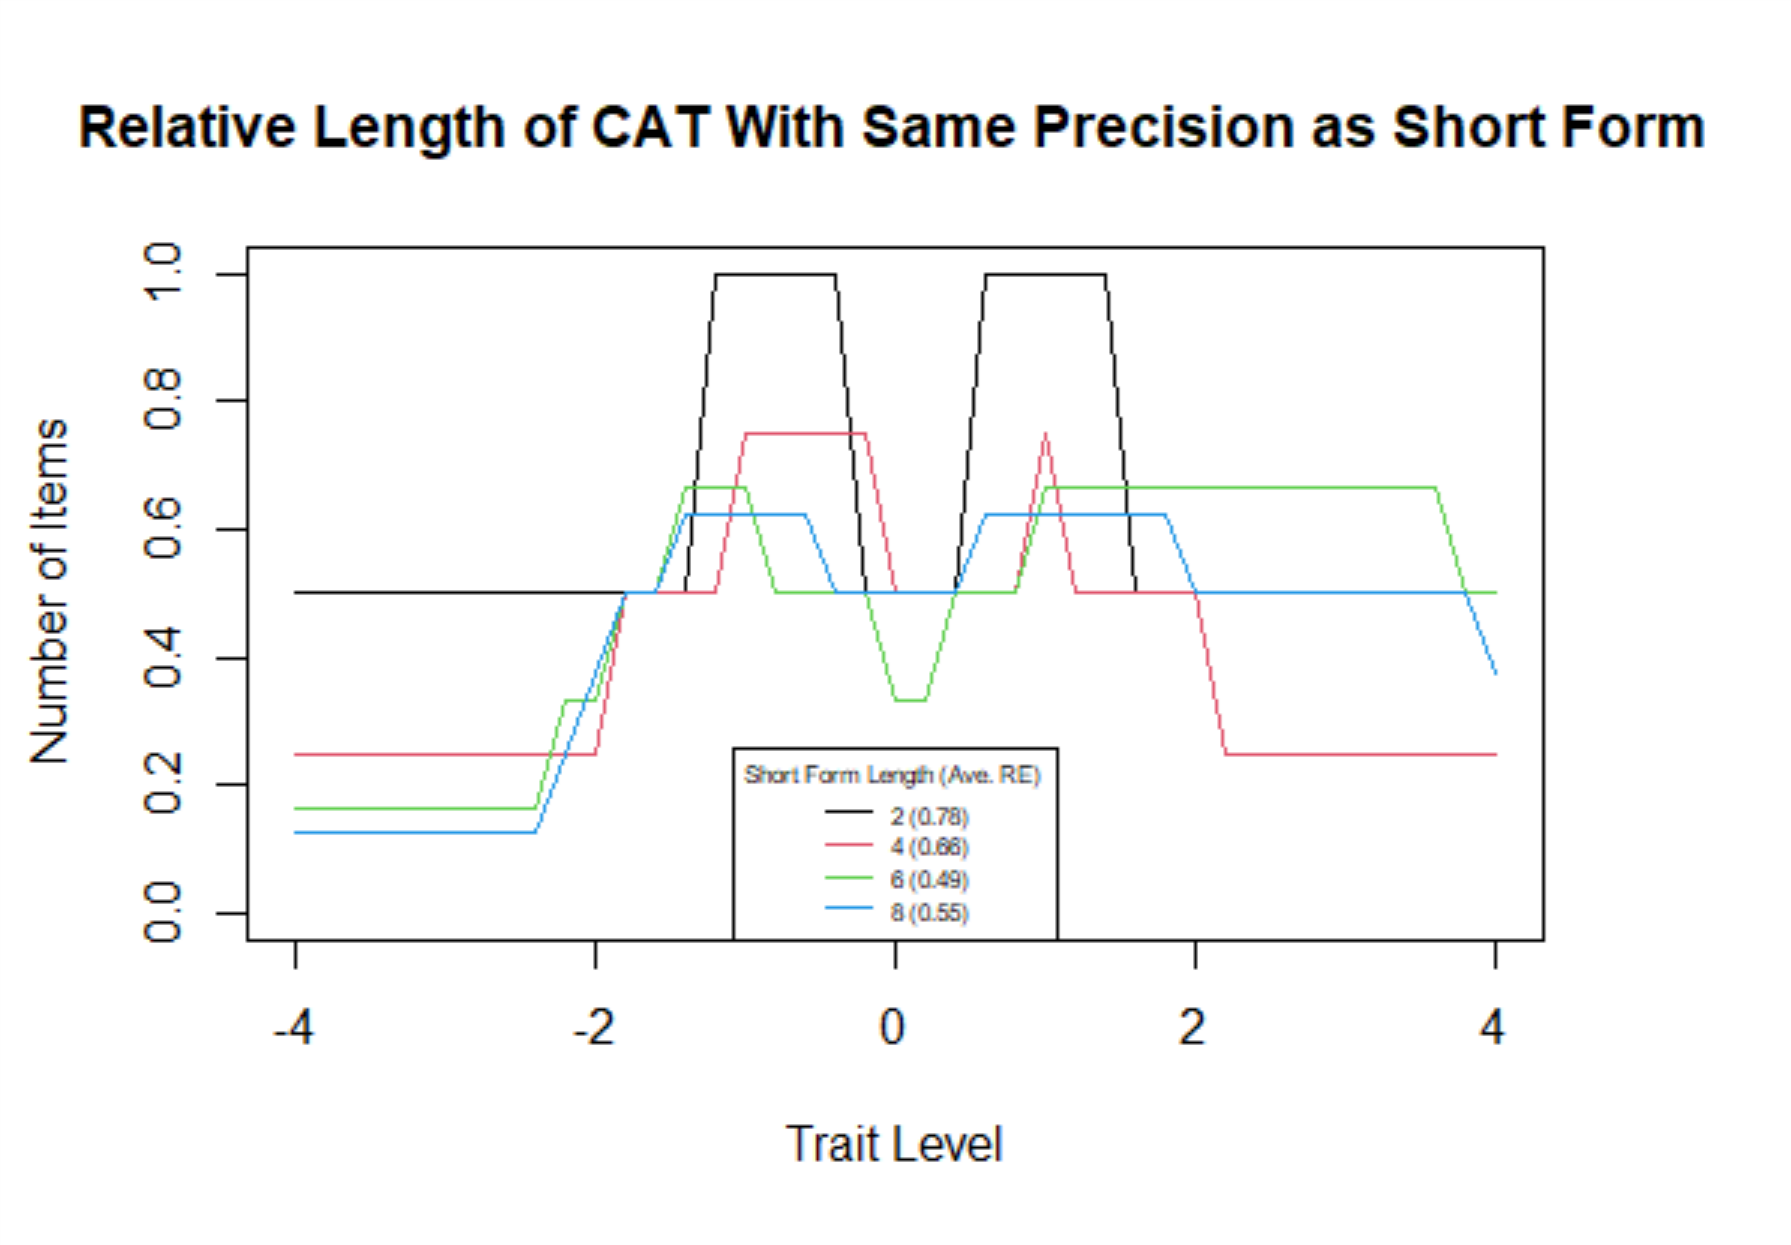 Relative Length of CAT With Same Precision as Short Form
Number of Items
1.0
0.8
0.6
0.4
0.2
0.0
Short Form Length (Ave. RE)
2 (0.78)
4 (0.66)
6 (0.49)
8 (0.55)
-4 -2 0 2 4
Trait Level